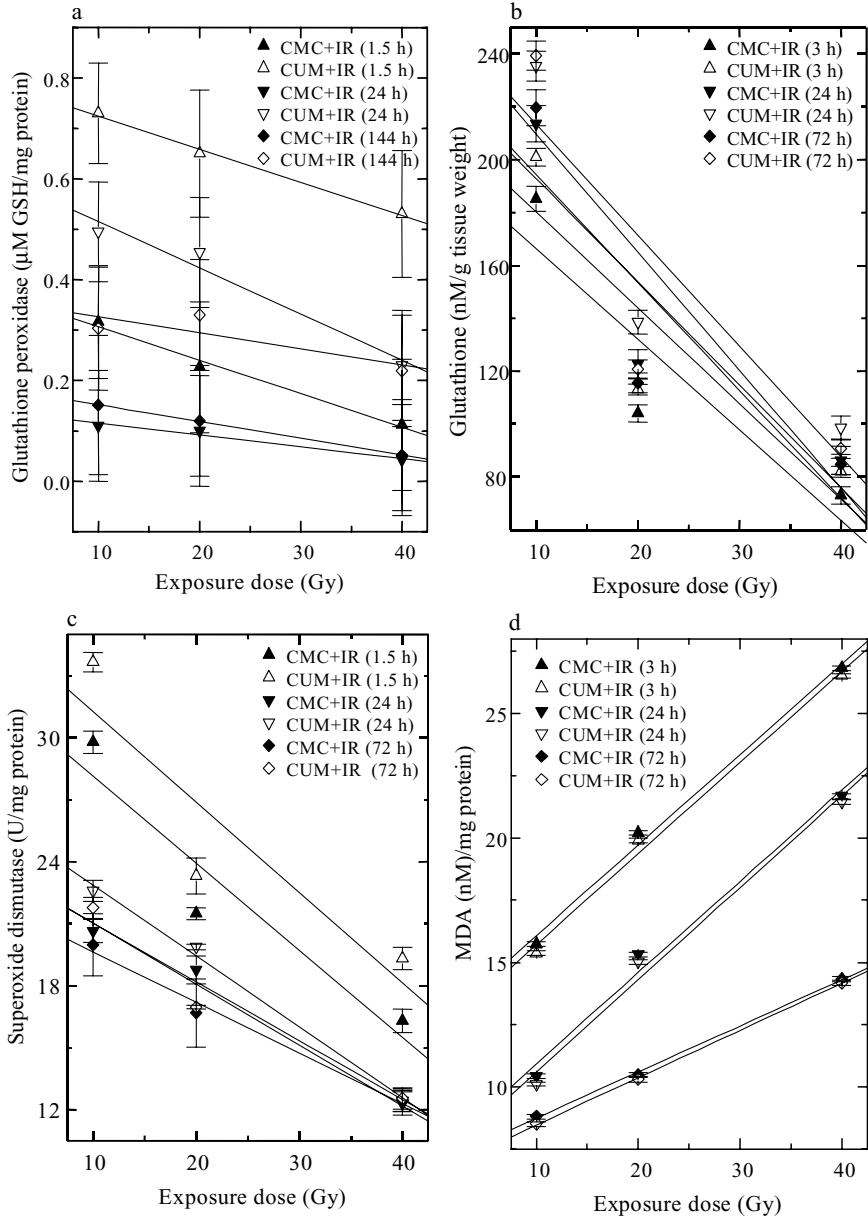 a
CMC+IR (1.5 h)
CUM+IR (1.5 h)
CMC+IR (24 h)
CUM+IR (24 h)
CMC+IR (144 h)
CUM+IR (144 h)
Glutathione peroxidase (µM GSH/mg protein)
0.8
0.6
0.4
0.2
0.0
10 20 30 40
Exposure dose (Gy)
b
CMC+IR (3 h)
CUM+IR (3 h)
CMC+IR (24 h)
CUM+IR (24 h)
CMC+IR (72 h)
CUM+IR (72 h)
Glutathione (nM/g tissue weight)
240
200
160
120
80
10 20 30 40
Exposure dose (Gy)
c
CMC+IR (1.5 h)
CUM+IR (1.5 h)
CMC+IR (24 h)
CUM+IR (24 h)
CMC+IR (72 h)
CUM+IR (72 h)
Superoxide dismutase (U/mg protein)
30
24
18
12
10 20 30 40
Exposure dose (Gy)
d
CMC+IR (3 h)
CUM+IR (3 h)
CMC+IR (24 h)
CUM+IR (24 h)
CMC+IR (72 h)
CUM+IR (72 h)
MDA (nM)/mg protein)
25
20
15
10
10 20 30 40
Exposure dose (Gy)